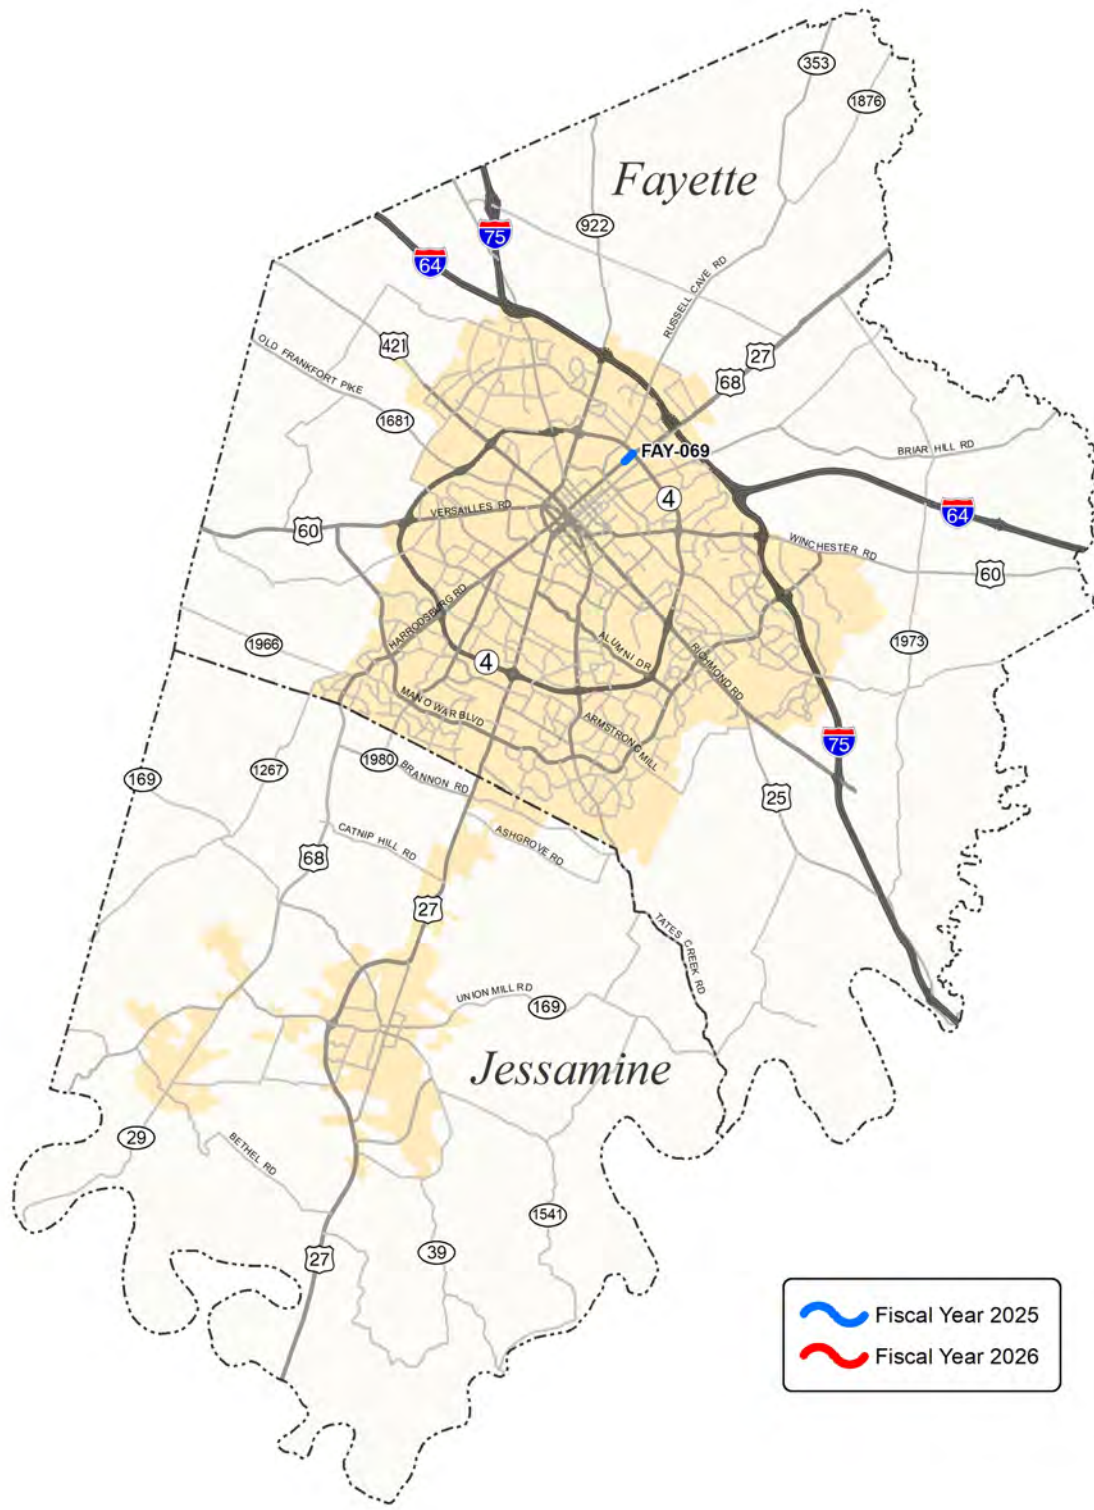 353
1876
Fayette
922
75
64
RUSSELL CAVE RD
421
27
68
OLD FRANKFORT PIKE
1681
FAY-069
BRIAR HILL RD
4
VERSAILLES RD
60
64
WINCHESTER RD
60
HARRODSBURG RD
1966
ALUMNI DR
1973
4
RICHMOND RD
MAN O WAR BLVD
ARMSTRONG MILL
75
1980
169
1267
BRANNON RD
25
CATNIP HILL RD
ASHGROVE RD
68
27
TATES CREEK RD
UNION MILL RD
169
Jessamine
29
BETHEL RD
1541
39
27
Fiscal Year 2025
Fiscal Year 2026